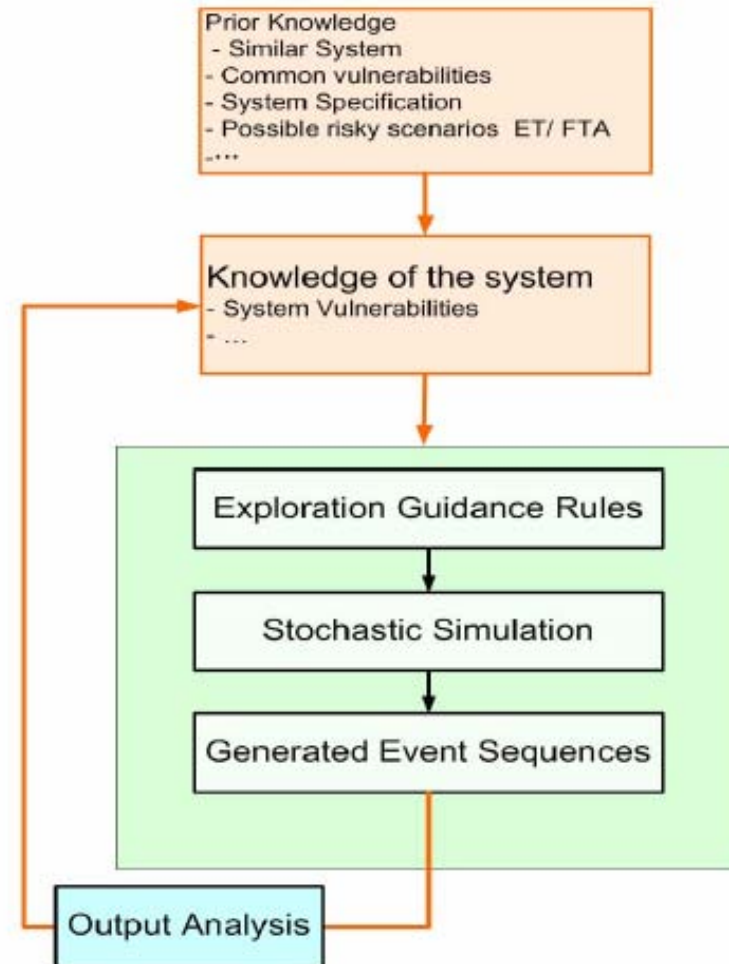 Prior Knowledge
- Similar System
- Common vulnerabilities
- System Specification
- Possible risky scenarios ET/ FTA
-...
Knowledge of the system
- System Vulnerabilities
- ...
Exploration Guidance Rules
Stochastic Simulation
Generated Event Sequences
Output Analysis